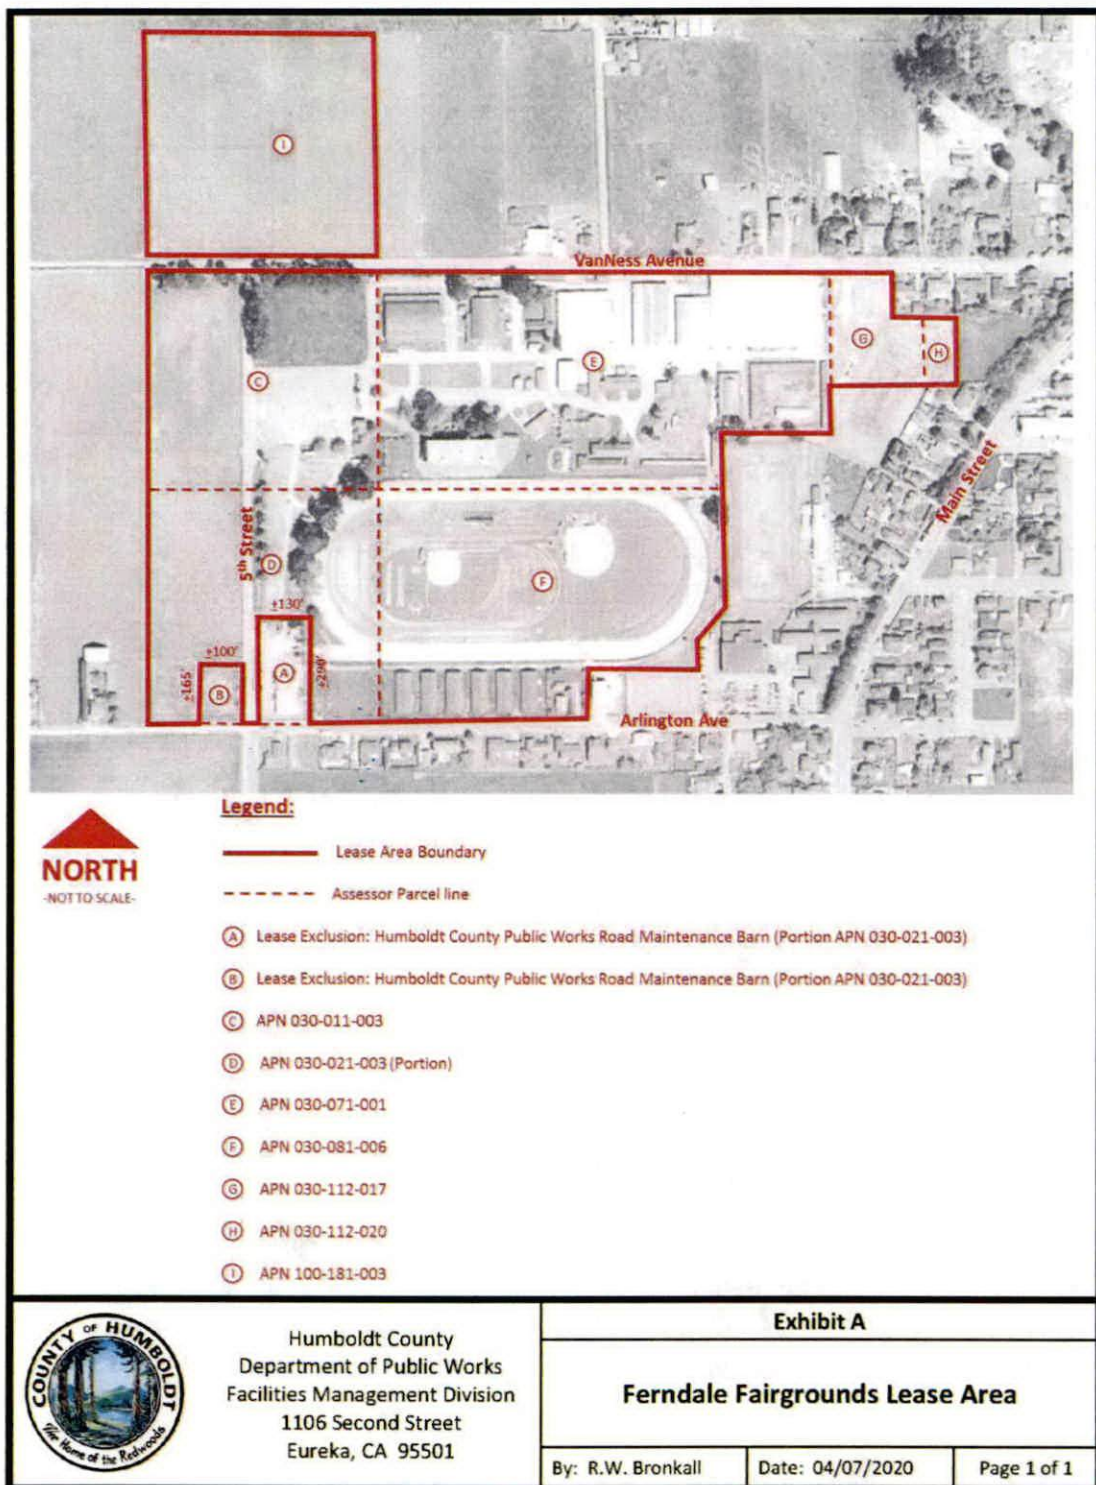 I
VanNess Avenue
G
H
E
C
Main Street
5th Street
D
F
±130'
±100'
A
±290'
±165'
B
Arlington Ave
Legend:
NORTH
-NOT TO SCALE-
Lease Area Boundary
Assessor Parcel line
A Lease Exclusion: Humboldt County Public Works Road Maintenance Barn (Portion APN 030-021-003)
B Lease Exclusion: Humboldt County Public Works Road Maintenance Barn (Portion APN 030-021-003)
C APN 030-011-003
D APN 030-021-003 (Portion)
E APN 030-071-001
F APN 030-081-006
G APN 030-112-017
H APN 030-112-020
I APN 100-181-003
COUNTY OF HUMBOLDT
The Home of the Redwoods
Humboldt County
Department of Public Works
Facilities Management Division
1106 Second Street
Eureka, CA 95501
Exhibit A
Ferndale Fairgrounds Lease Area
By: R.W. Bronkall
Date: 04/07/2020
Page 1 of 1